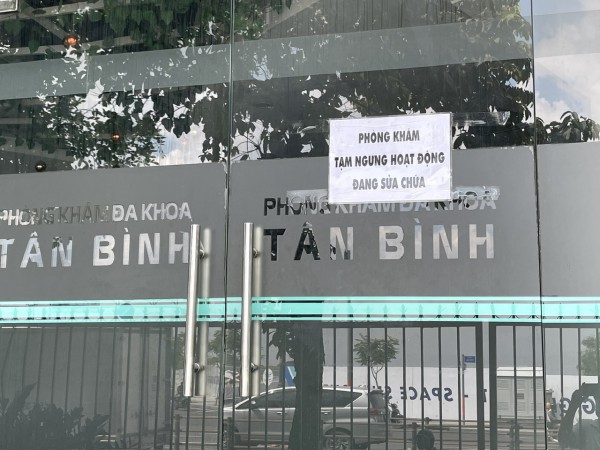 PHÒNG KHÁM
TẠM NGƯNG HOẠT ĐỘNG
ĐANG SỬA CHỮA
PHÒNG KHÁM ĐA KHOA
TÂN BÌNH
PHÒNG KHÁM ĐA KHOA
TÂN BÌNH
SPACE